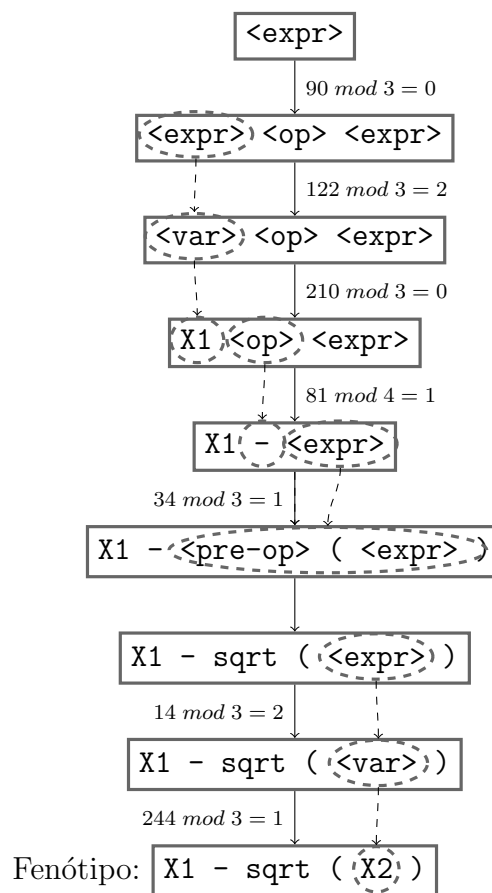 <expr>
90 mod 3 = 0
<expr> <op> <expr>
122 mod 3 = 2
<var> <op> <expr>
210 mod 3 = 0
X1 <op> <expr>
81 mod 4 = 1
X1 - <expr>
34 mod 3 = 1
X1 - <pre-op> ( <expr> )
X1 - sqrt ( <expr> )
14 mod 3 = 2
X1 - sqrt ( <var> )
244 mod 3 = 1
Fenótipo: X1 - sqrt ( X2 )